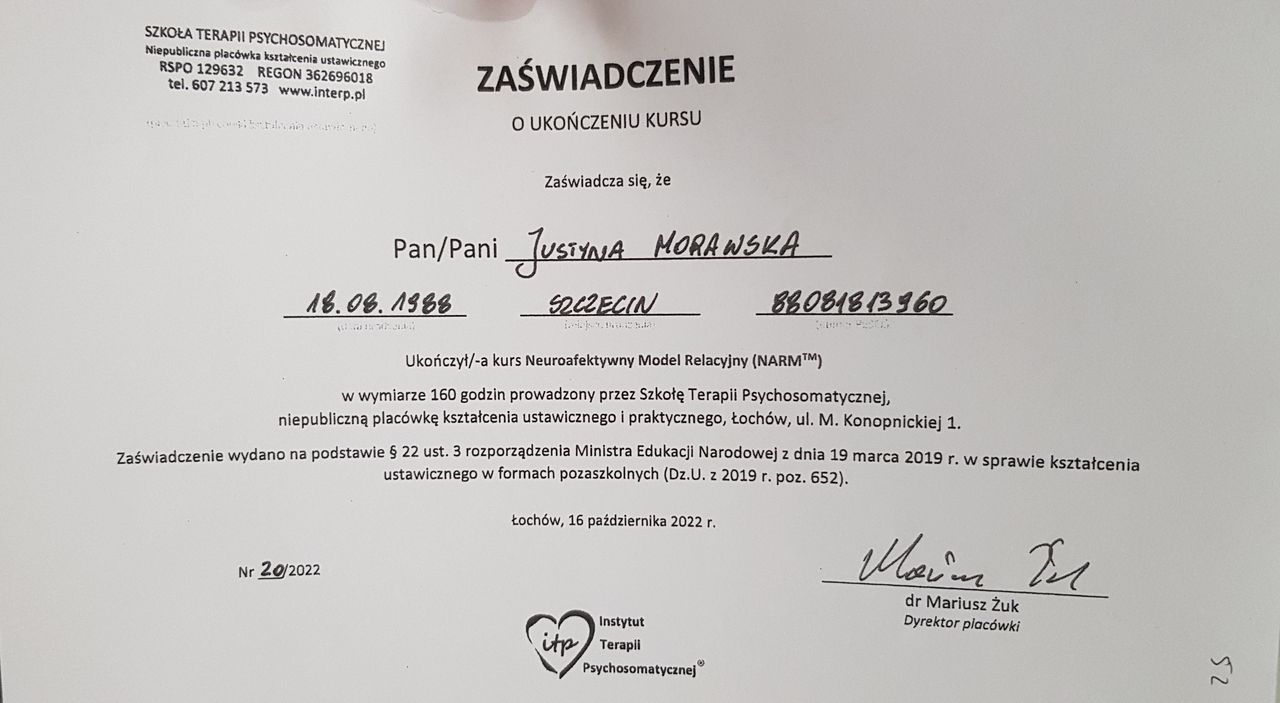 SZKOŁA TERAPII PSYCHOSOMATYCZNEJ
Niepubliczna placówka kształcenia ustawicznego
RSPO 129632 REGON 362696018
tel. 607 213 573 www.interp.pl
ZAŚWIADCZENIE
O UKOŃCZENIU KURSU
Zaświadcza się, że
Pan/Pani JUSTYNA MORAWSKA
18.08.1988 SZCZECIN 88081813960
Ukończył/-a kurs Neuroafektywny Model Relacyjny (NARM™)
w wymiarze 160 godzin prowadzony przez Szkołę Terapii Psychosomatycznej,
niepubliczną placówkę kształcenia ustawicznego i praktycznego, Łochów, ul. M. Konopnickiej 1.
Zaświadczenie wydano na podstawie § 22 ust. 3 rozporządzenia Ministra Edukacji Narodowej z dnia 19 marca 2019 r. w sprawie kształcenia
ustawicznego w formach pozaszkolnych (Dz.U. z 2019 r. poz. 652).
Łochów, 16 października 2022 r.
Nr 20/2022
dr Mariusz Żuk
Dyrektor placówki
itp
Instytut
Terapii
Psychosomatycznej®